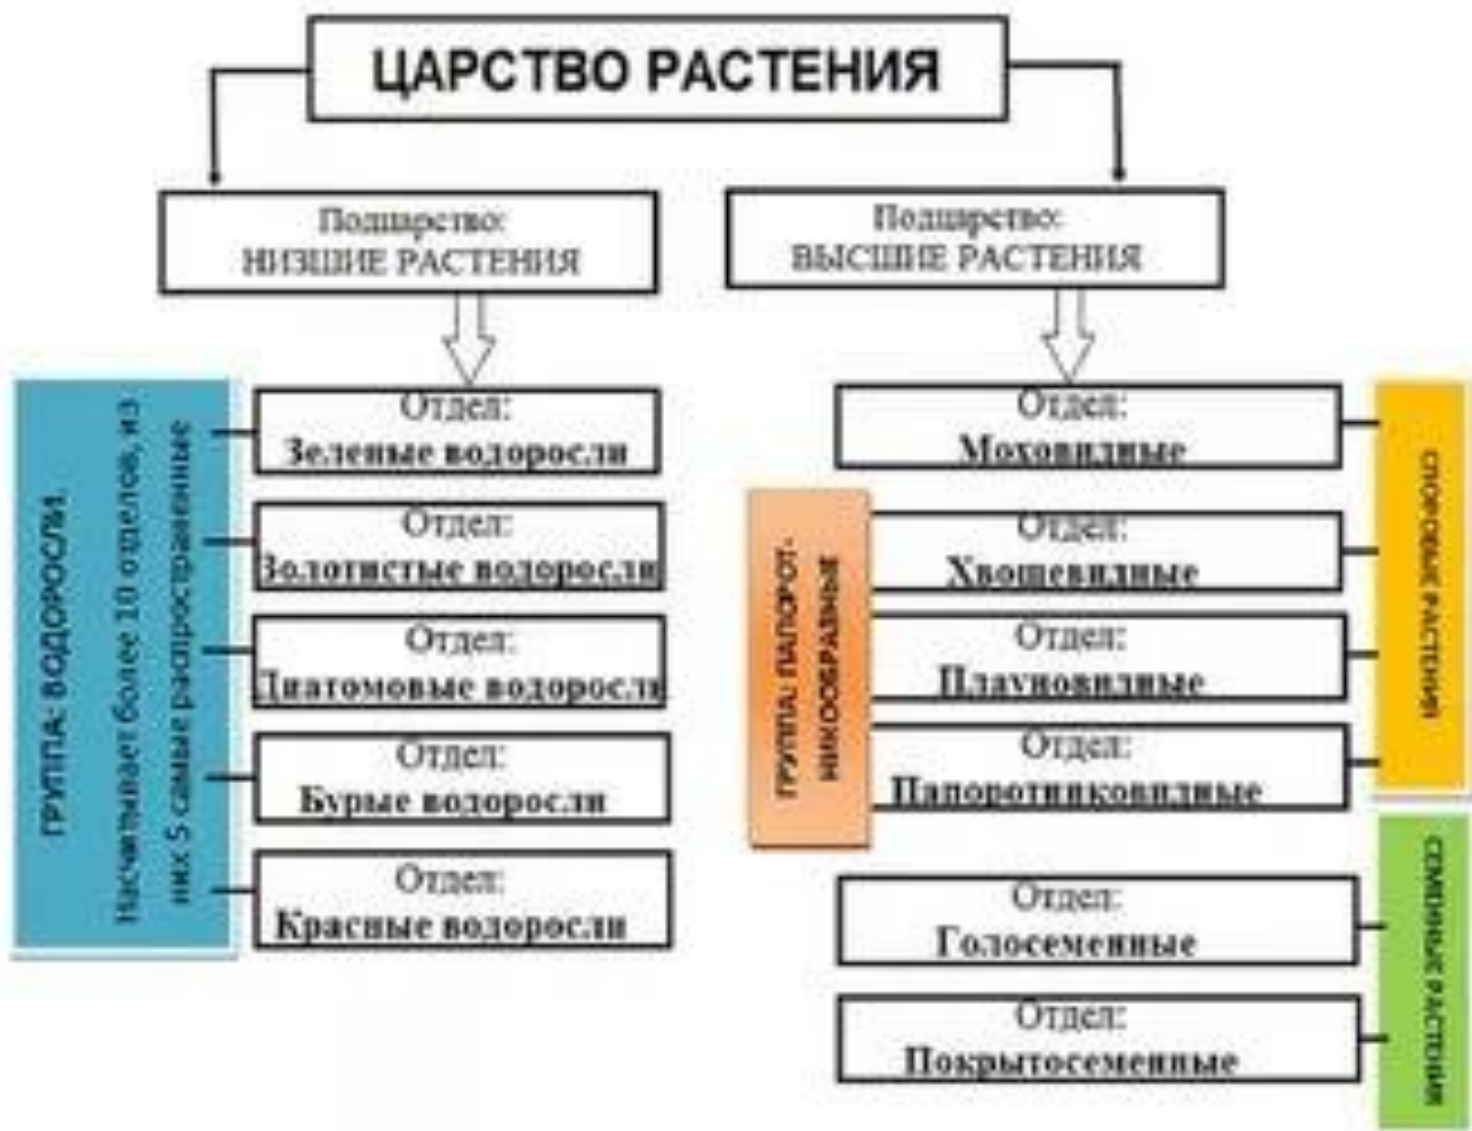 ЦАРСТВО РАСТЕНИЯ
Подцарство:
НИЗШИЕ РАСТЕНИЯ
Подцарство:
ВЫСШИЕ РАСТЕНИЯ
ГРУППА: ВОДОРОСЛИ.
Насчитывает более 10 отделов, из
них 5 самые распространенные
Отдел:
Зеленые водоросли
Отдел:
Золотистые водоросли
Отдел:
Диатомовые водоросли
Отдел:
Бурые водоросли
Отдел:
Красные водоросли
Отдел:
Моховидные
ГРУППА: ПАПОРОТ-
НИКООБРАЗНЫЕ
Отдел:
Хвощевидные
Отдел:
Плауновидные
Отдел:
Папоротниковидные
СПОРОВЫЕ РАСТЕНИЯ
Отдел:
Голосеменные
Отдел:
Покрытосеменные
СЕМЕННЫЕ РАСТЕНИЯ